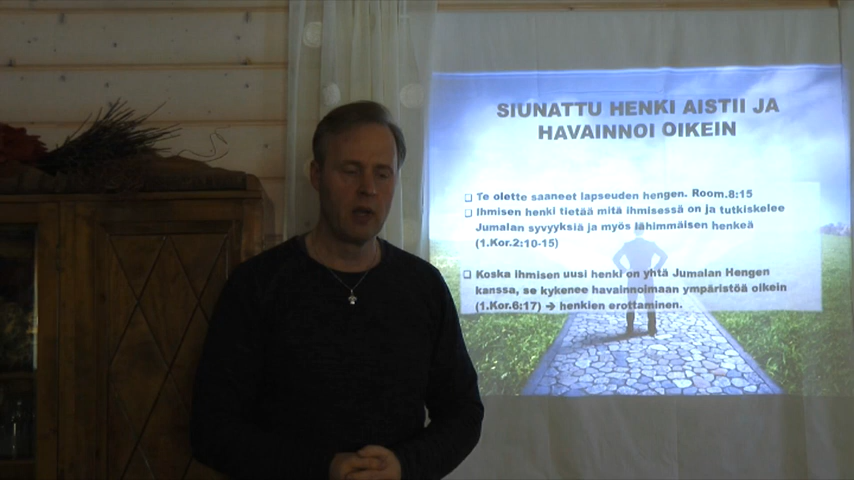 SIUNATTU HENKI AISTII JA
HAVAINNOI OIKEIN
❑ Te olette saaneet lapseuden hengen. Room.8:15
❑ Ihmisen henki tietää mitä ihmisessä on ja tutkiskelee
Jumalan syvyyksiä ja myös lähimmäisen henkeä
(1.Kor.2:10-15)
❑ Koska ihmisen uusi henki on yhtä Jumalan Hengen
kanssa, se kykenee havainnoimaan ympäristöä oikein
(1.Kor.6:17) → henkien erottaminen.